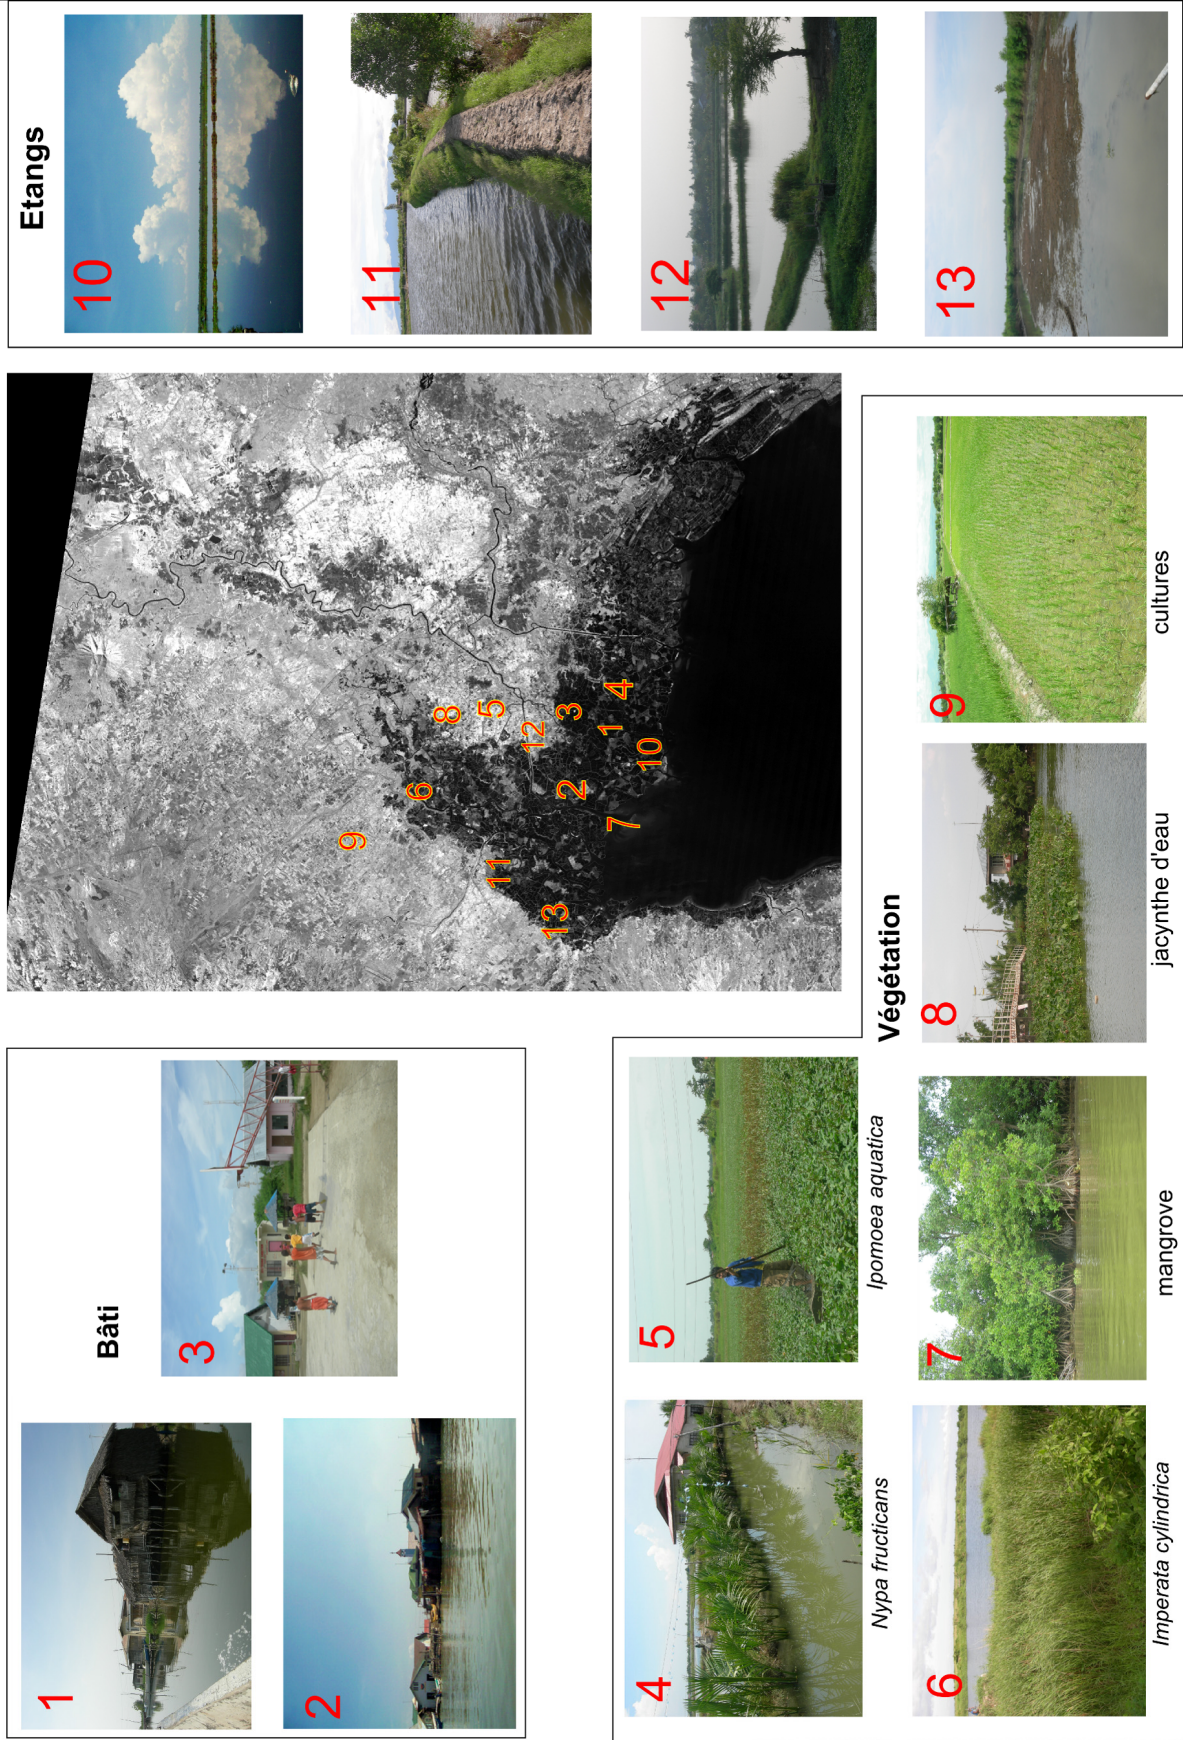 Bâti
1
2
3
Végétation
4
Nypa fructicans
5
Ipomoea aquatica
6
Imperata cylindrica
7
mangrove
8
jacynthe d'eau
9
cultures
Etangs
10
11
12
13
9
6
8
5
11
12
13
2
3
1
4
7
10